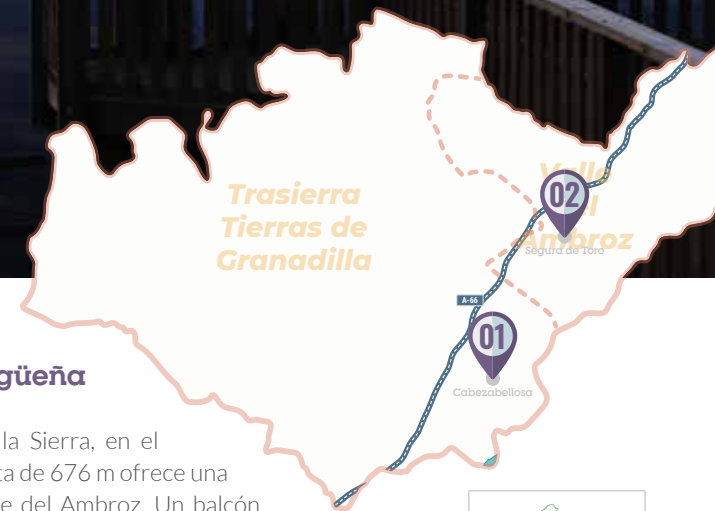 Trasierra
Tierras de
Granadilla
Valle
Ambroz
02
Segura de Toro
A-66
01
Cabezabellosa
güeña
la Sierra, en el
ta de 676 m ofrece una
e del Ambroz. Un balcón